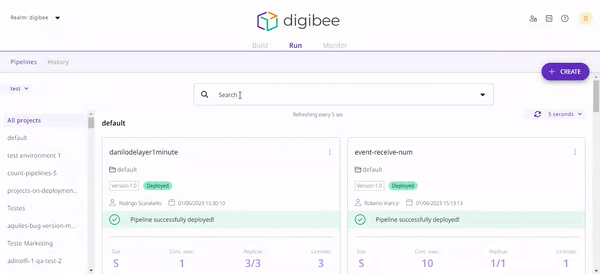 Realm: digibee
digibee
R
Build Run Monitor
Pipelines History
+ CREATE
test
Search
Refreshing every 5 sec
5 seconds
All projects
default
test environment 1
count-pipelines-5
projects-on-deploymen...
Testes
aquiles-bug-version-m...
Teste Marketing
adinolfi-1-qa-test-2
default
danilodelayer1minute
default
Version 1.0 Deployed
Rodrigo Scarabello 01/06/2023 15:30:10
Pipeline successfully deployed!
Size Conc. exec. Replicas Licenses
S 1 3/3 3
event-receive-num
default
Version 1.0 Deployed
Roberto Viars Jr 01/06/2023 15:13:13
Pipeline successfully deployed!
Size Conc. exec. Replicas Licenses
S 10 1/1 1